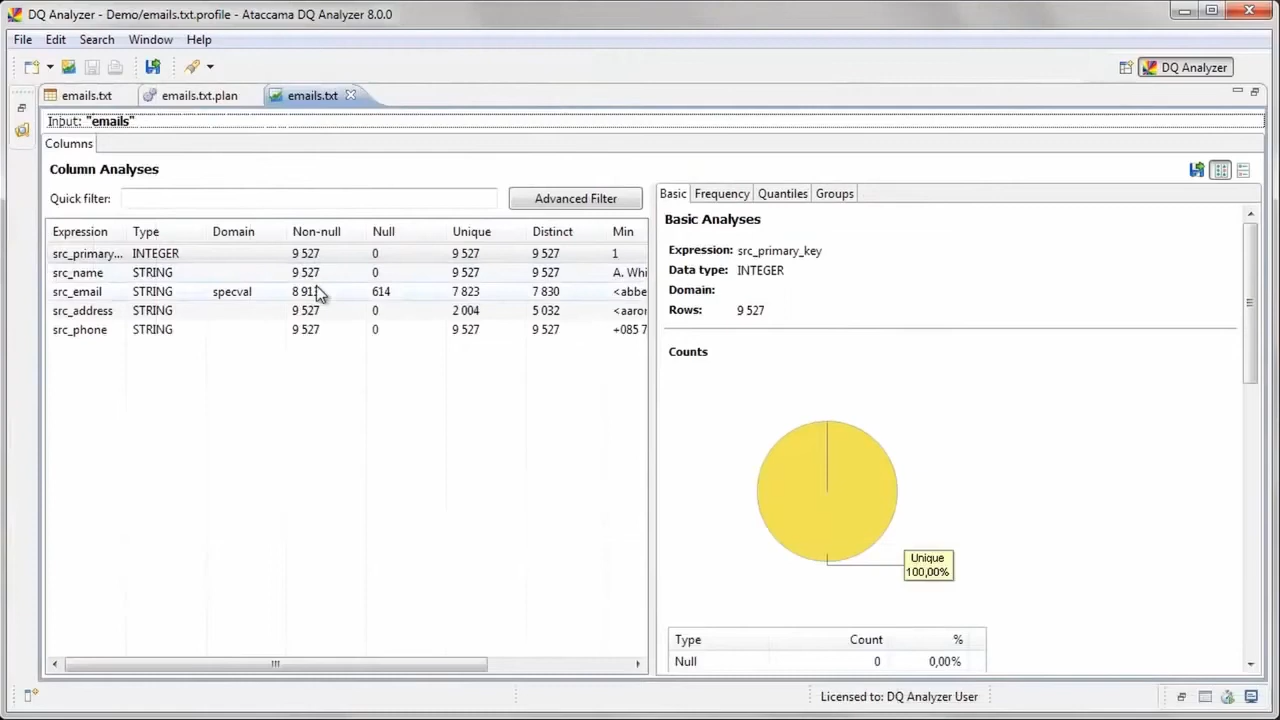 DQ Analyzer - Demo/emails.txt.profile - Ataccama DQ Analyzer 8.0.0
File Edit Search Window Help
DQ Analyzer
emails.txt emails.txt.plan emails.txt
Input: "emails"
Columns
Column Analyses
Quick filter: Advanced Filter
Expression Type Domain Non-null Null Unique Distinct Min
src_primary... INTEGER 9 527 0 9 527 9 527 1
src_name STRING 9 527 0 9 527 9 527 A. Whi
src_email STRING specval 8 913 614 7 823 7 830 <abbe
src_address STRING 9 527 0 2 004 5 032 <aaron
src_phone STRING 9 527 0 9 527 9 527 +085 7
Basic Frequency Quantiles Groups
Basic Analyses
Expression: src_primary_key
Data type: INTEGER
Domain:
Rows: 9 527
Counts
Unique
100,00%
Type Count %
Null 0 0,00%
Licensed to: DQ Analyzer User